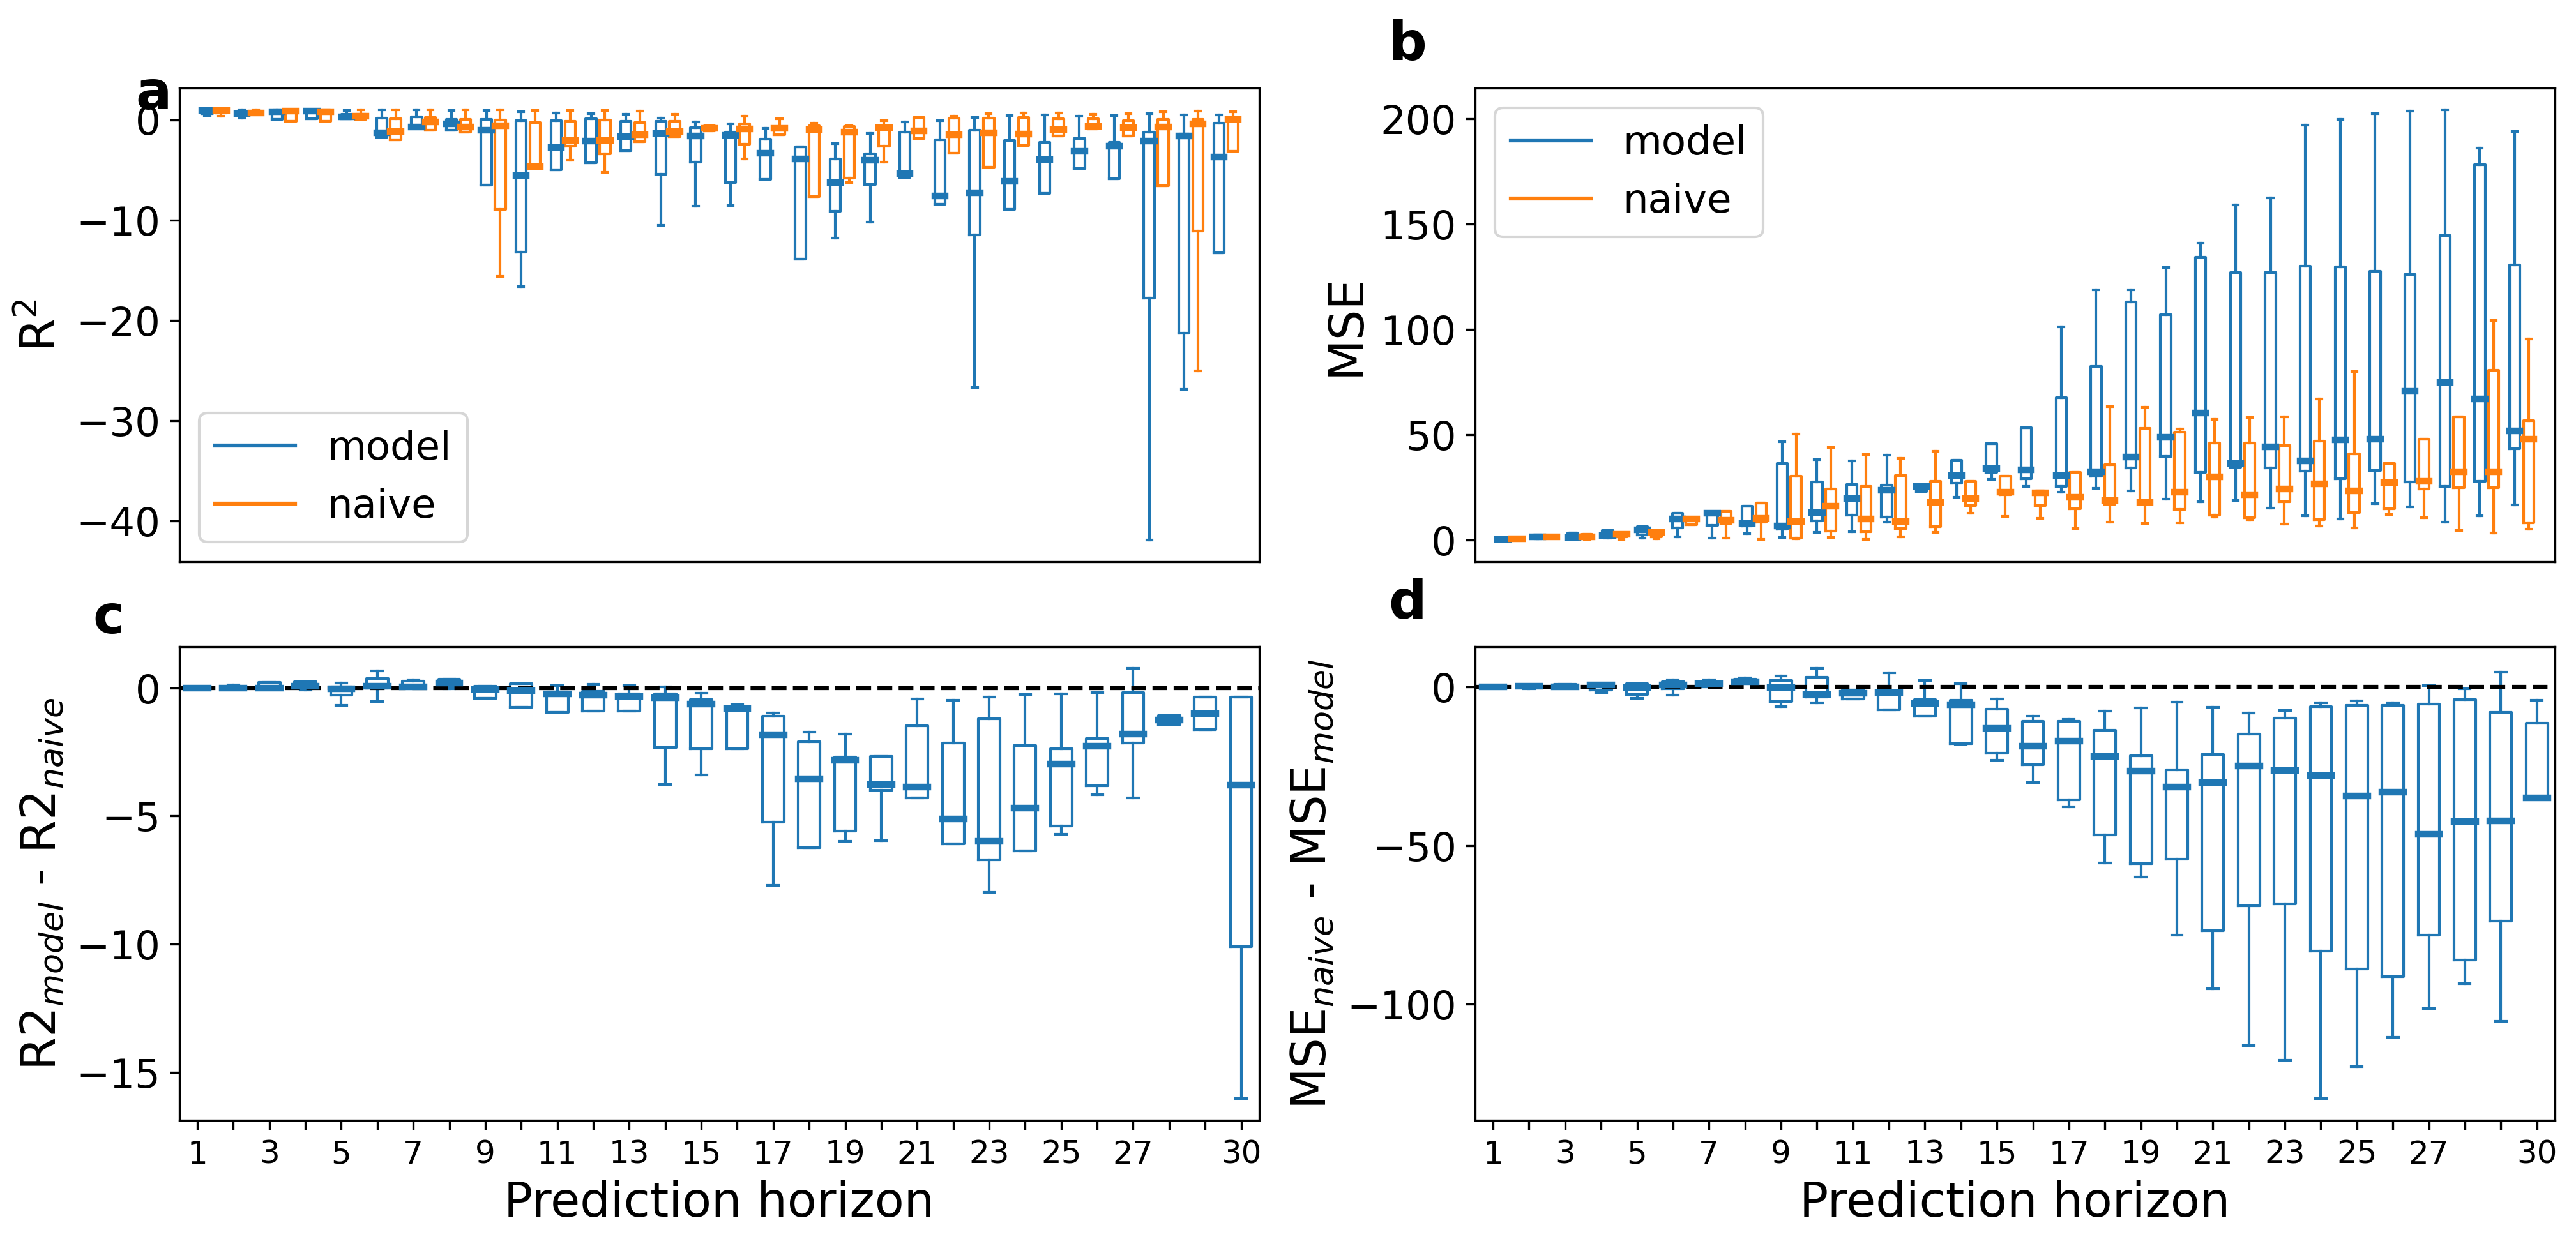 a
R²
0
−10
−20
−30
−40
model
naive
b
MSE
200
150
100
50
0
model
naive
c
R2model - R2naive
0
−5
−10
−15
1 3 5 7 9 11 13 15 17 19 21 23 25 27 30
Prediction horizon
d
MSEnaive - MSEmodel
0
−50
−100
1 3 5 7 9 11 13 15 17 19 21 23 25 27 30
Prediction horizon